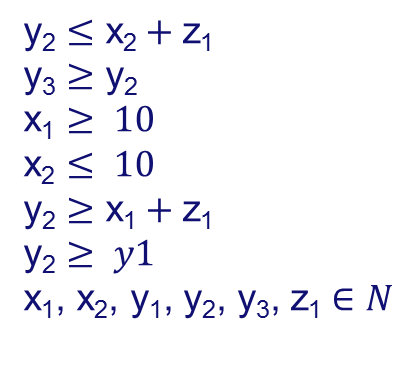 y₂ ≤ x₂ + z₁
y₃ ≥ y₂
x₁ ≥ 10
x₂ ≤ 10
y₂ ≥ x₁ + z₁
y₂ ≥ y1
x₁, x₂, y₁, y₂, y₃, z₁ ∈ N